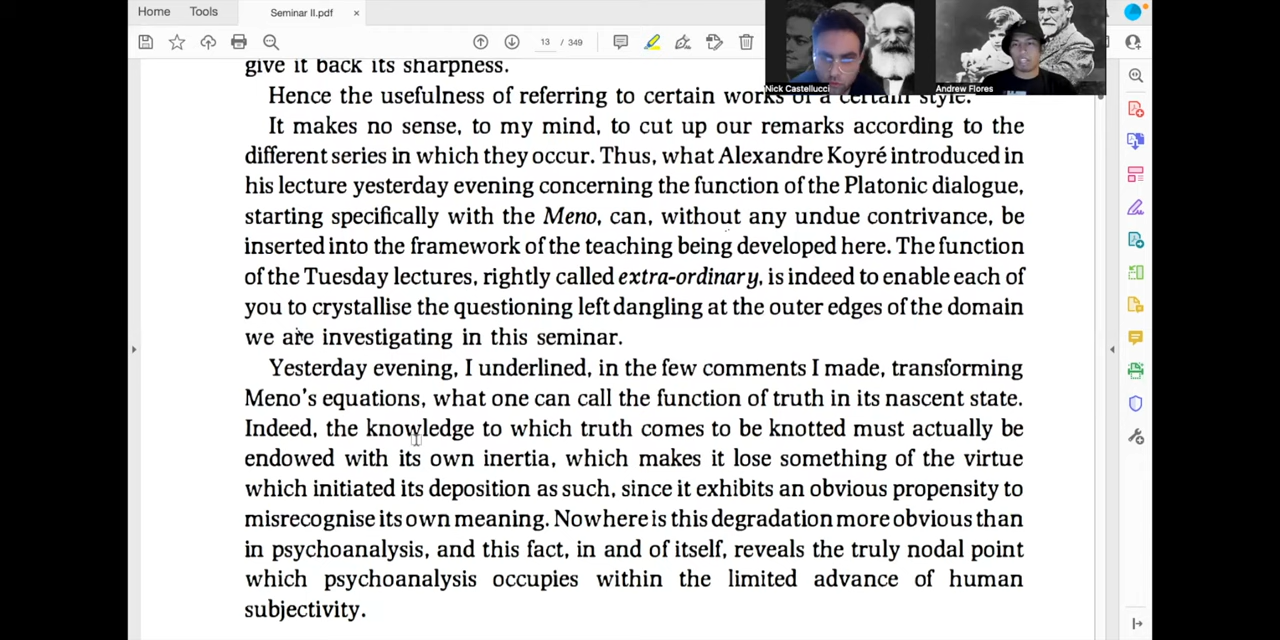 Home Tools Seminar II.pdf ×
13 / 349
Nick Castellucci
Andrew Flores
give it back its sharpness.
Hence the usefulness of referring to certain works of a certain style.
It makes no sense, to my mind, to cut up our remarks according to the
different series in which they occur. Thus, what Alexandre Koyré introduced in
his lecture yesterday evening concerning the function of the Platonic dialogue,
starting specifically with the Meno, can, without any undue contrivance, be
inserted into the framework of the teaching being developed here. The function
of the Tuesday lectures, rightly called extra-ordinary, is indeed to enable each of
you to crystallise the questioning left dangling at the outer edges of the domain
we are investigating in this seminar.
Yesterday evening, I underlined, in the few comments I made, transforming
Meno's equations, what one can call the function of truth in its nascent state.
Indeed, the knowledge to which truth comes to be knotted must actually be
endowed with its own inertia, which makes it lose something of the virtue
which initiated its deposition as such, since it exhibits an obvious propensity to
misrecognise its own meaning. Nowhere is this degradation more obvious than
in psychoanalysis, and this fact, in and of itself, reveals the truly nodal point
which psychoanalysis occupies within the limited advance of human
subjectivity.